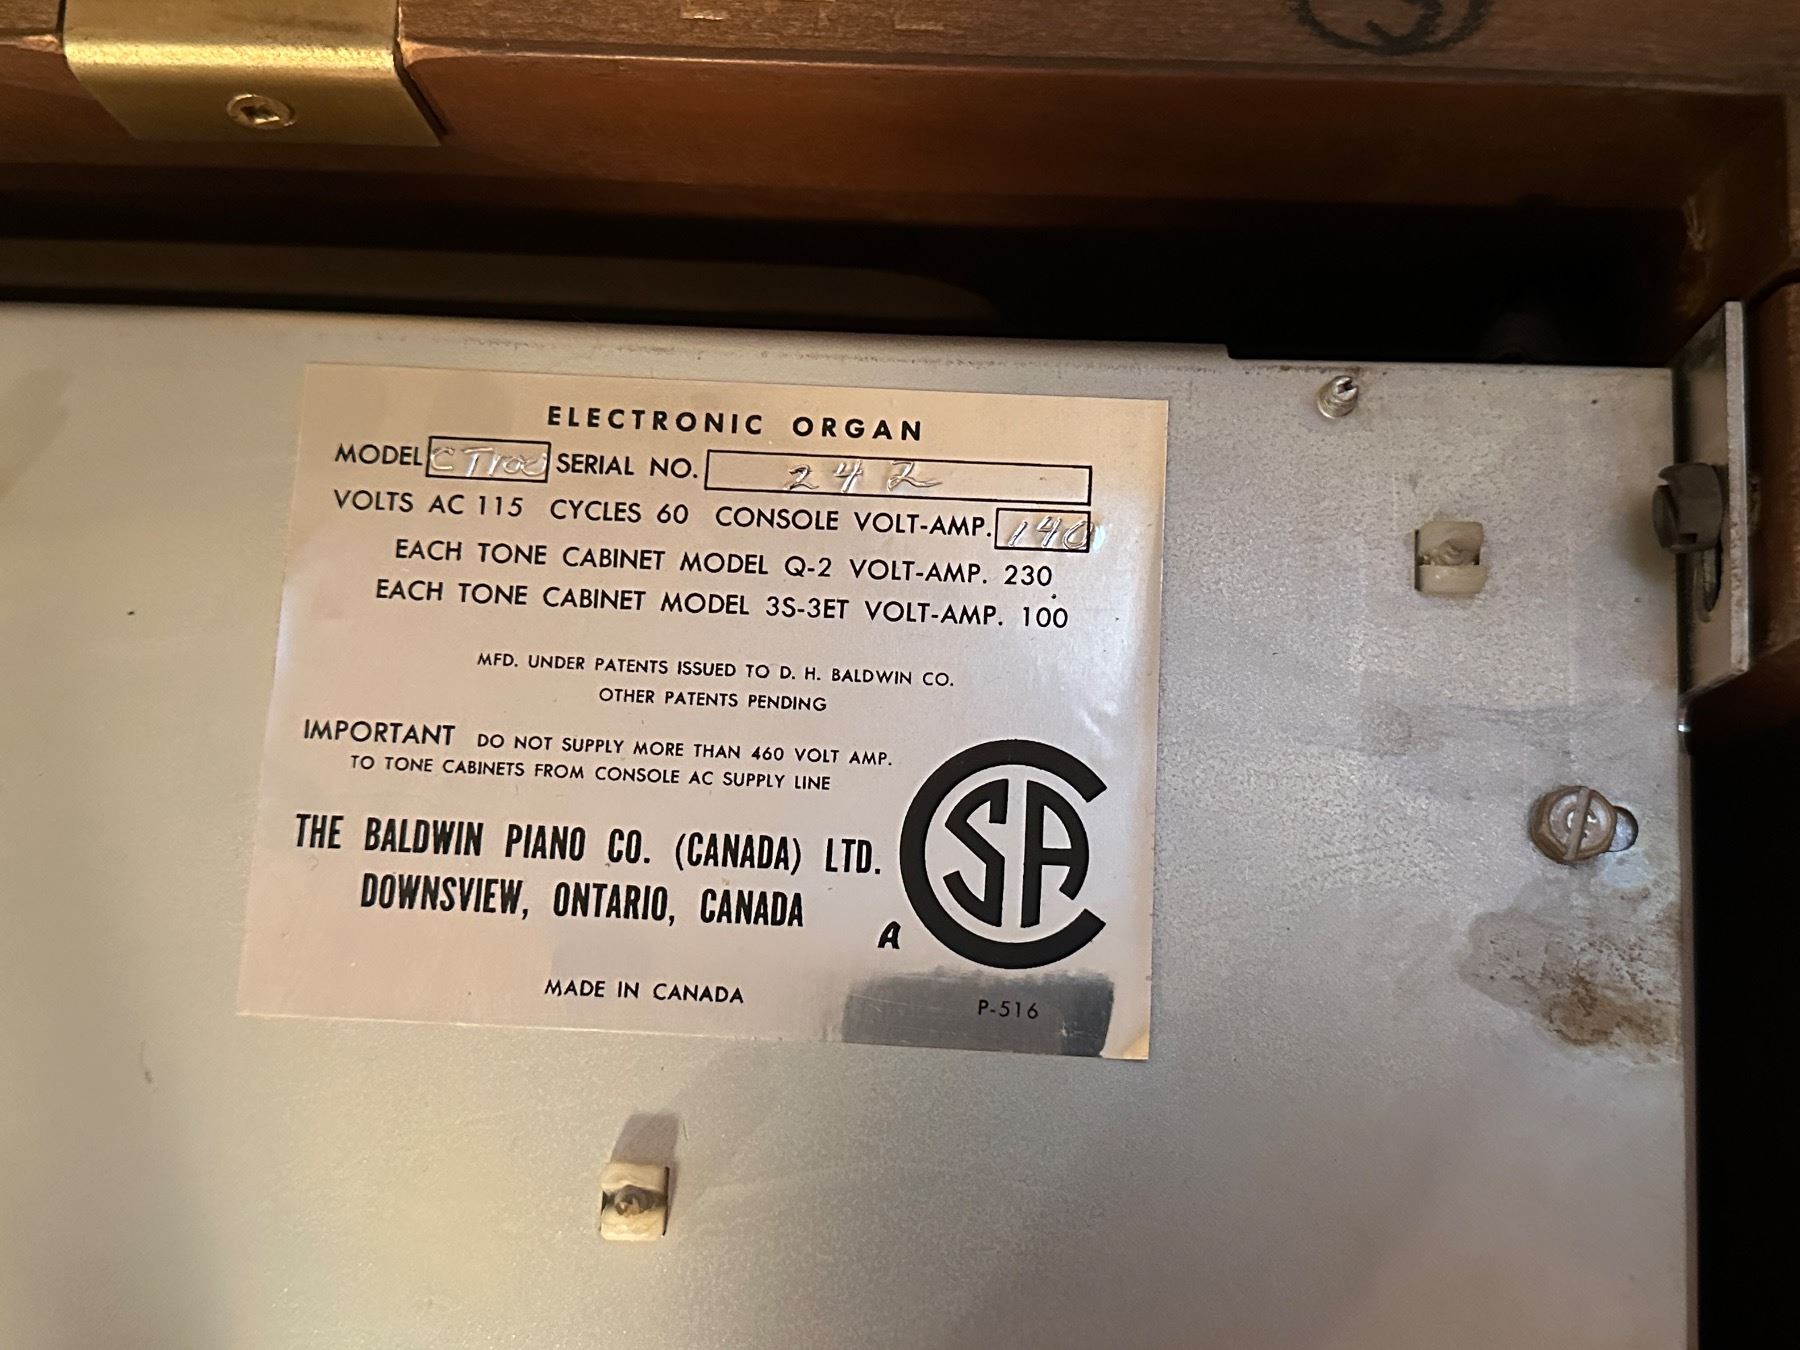 ELECTRONIC ORGAN
MODEL CT100 SERIAL NO. 242
VOLTS AC 115 CYCLES 60 CONSOLE VOLT-AMP. 140
EACH TONE CABINET MODEL Q-2 VOLT-AMP. 230
EACH TONE CABINET MODEL 3S-3ET VOLT-AMP. 100
MFD. UNDER PATENTS ISSUED TO D. H. BALDWIN CO.
OTHER PATENTS PENDING
IMPORTANT DO NOT SUPPLY MORE THAN 460 VOLT AMP.
TO TONE CABINETS FROM CONSOLE AC SUPPLY LINE
THE BALDWIN PIANO CO. (CANADA) LTD.
DOWNSVIEW, ONTARIO, CANADA
A CSA
MADE IN CANADA
P-516